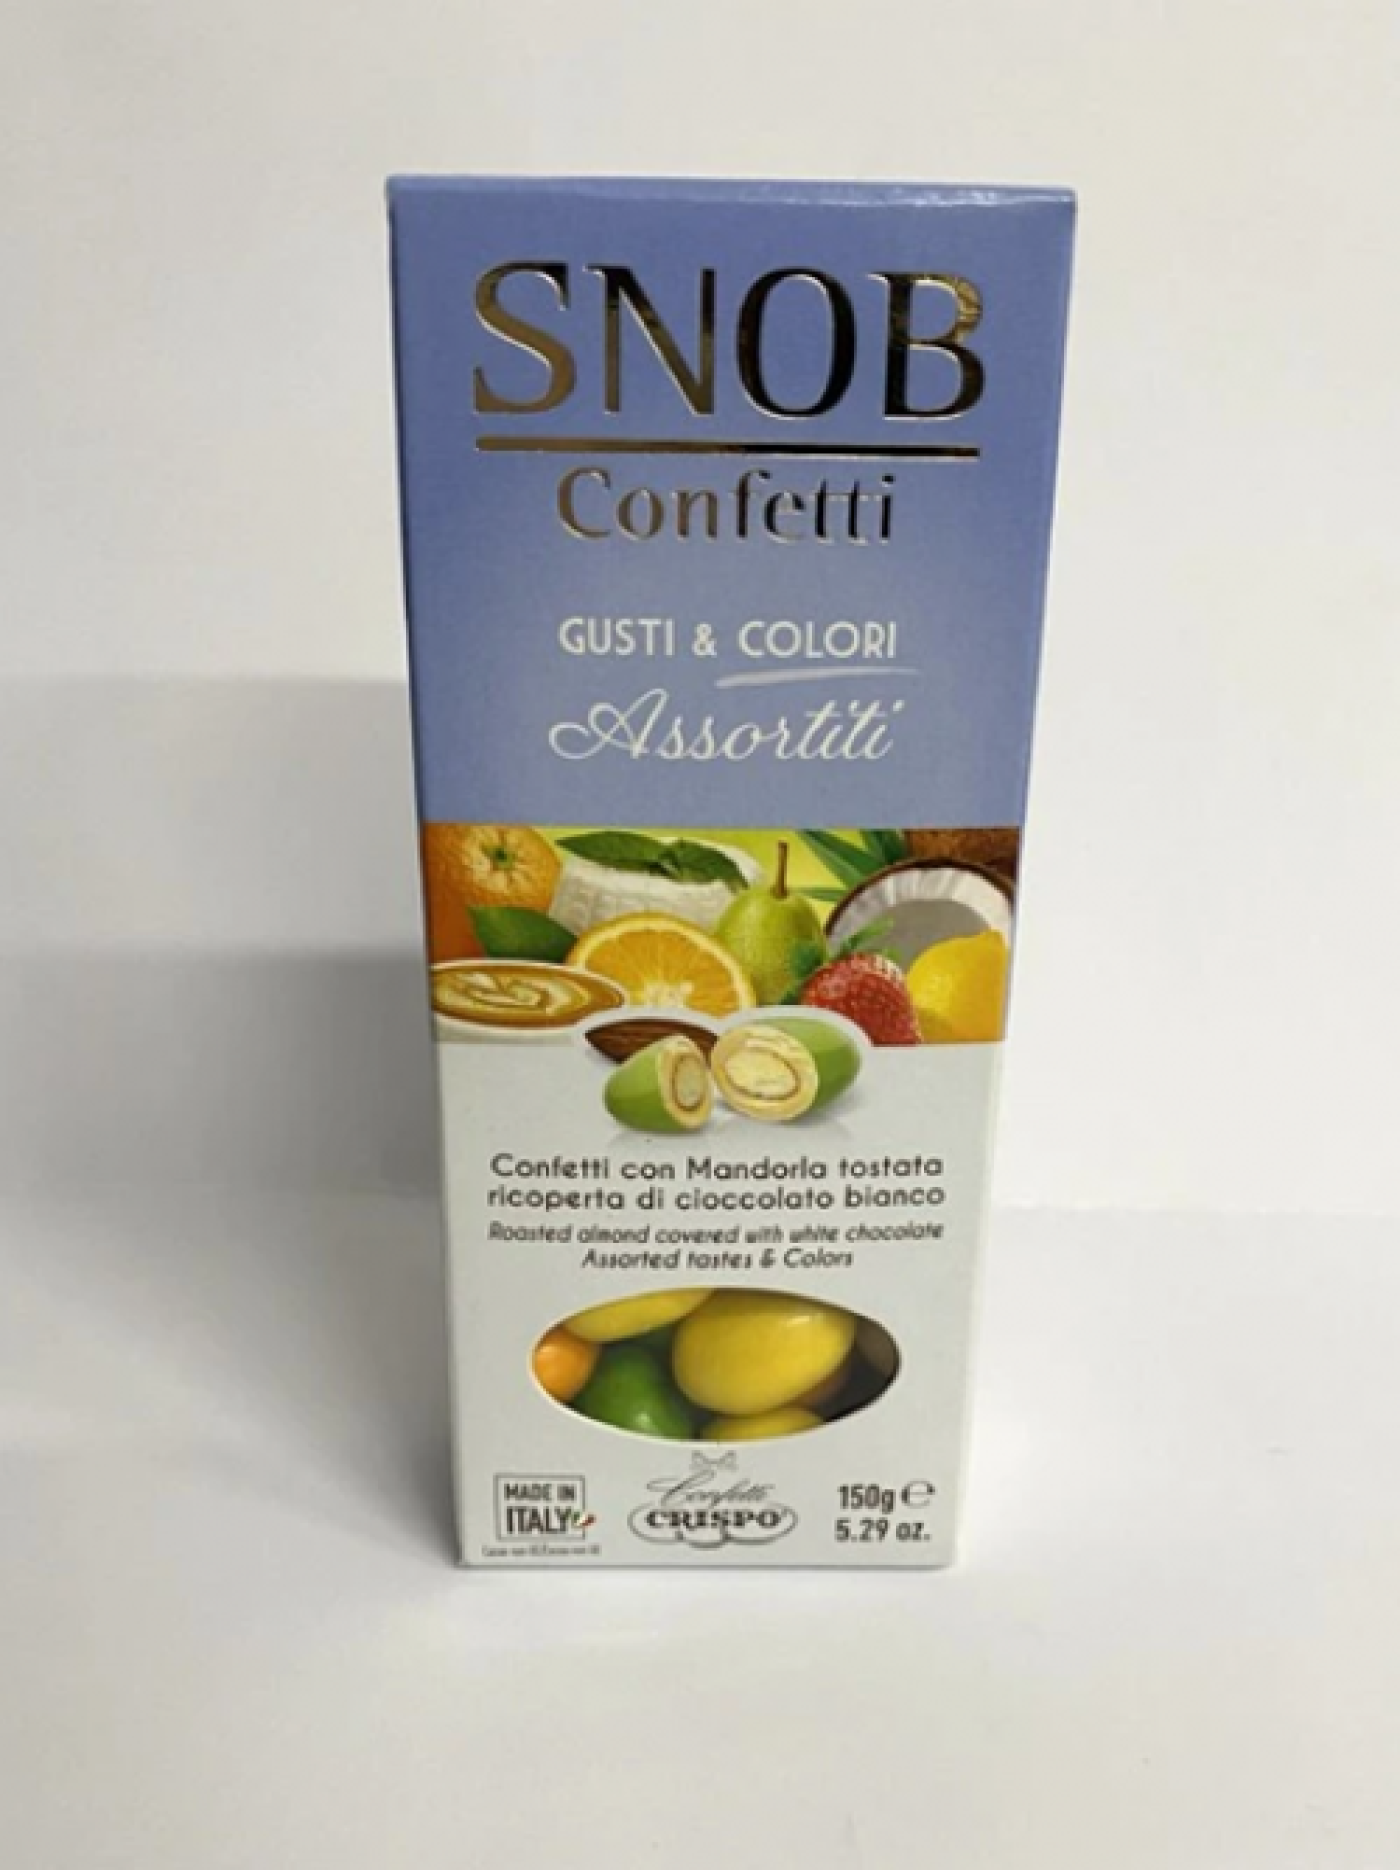 SNOB
Confetti
GUSTI & COLORI
Assortiti
Confetti con Mandorla tostata
ricoperta di cioccolato bianco
Roasted almond covered with white chocolate
Assorted tastes & Colors
MADE IN
ITALY
Confetti
CRISPO
150g ℮
5.29 oz.